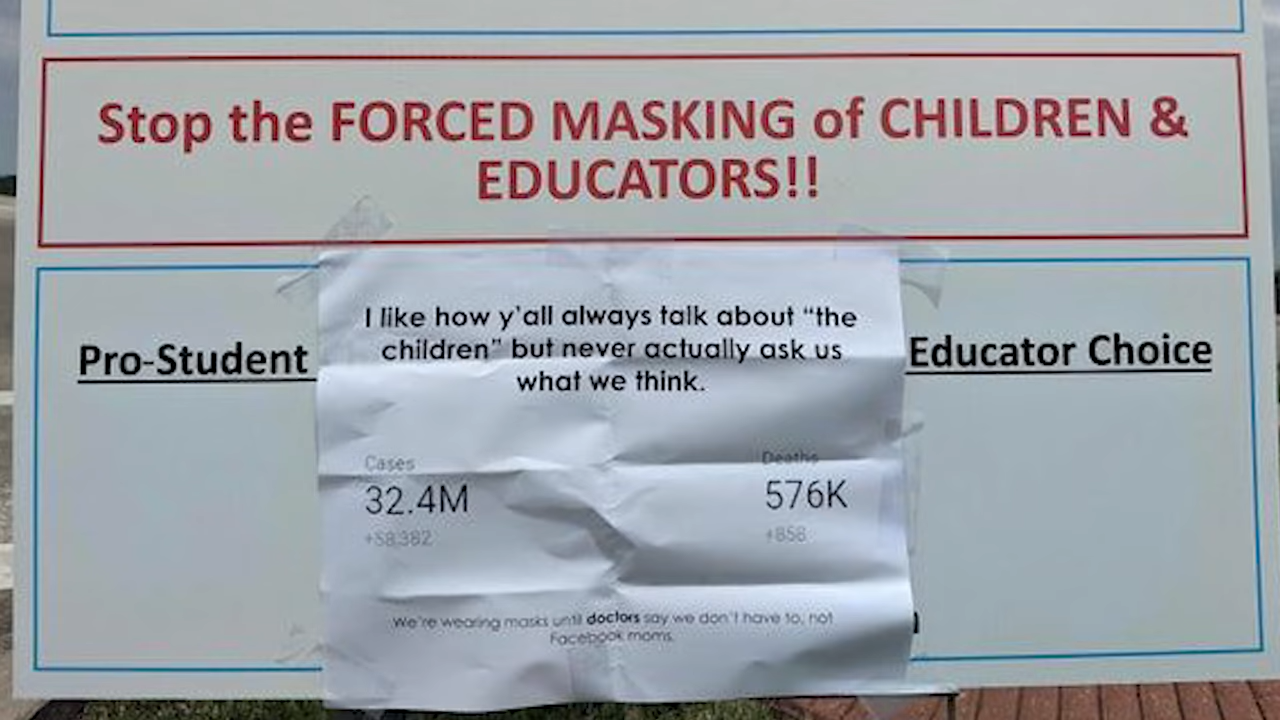 Stop the FORCED MASKING of CHILDREN &
EDUCATORS!!
I like how y'all always talk about “the
children” but never actually ask us
what we think.
Pro-Student
Educator Choice
Cases
Deaths
32.4M
576K
+58,382
+858
We're wearing masks until doctors say we don't have to, not
Facebook moms.